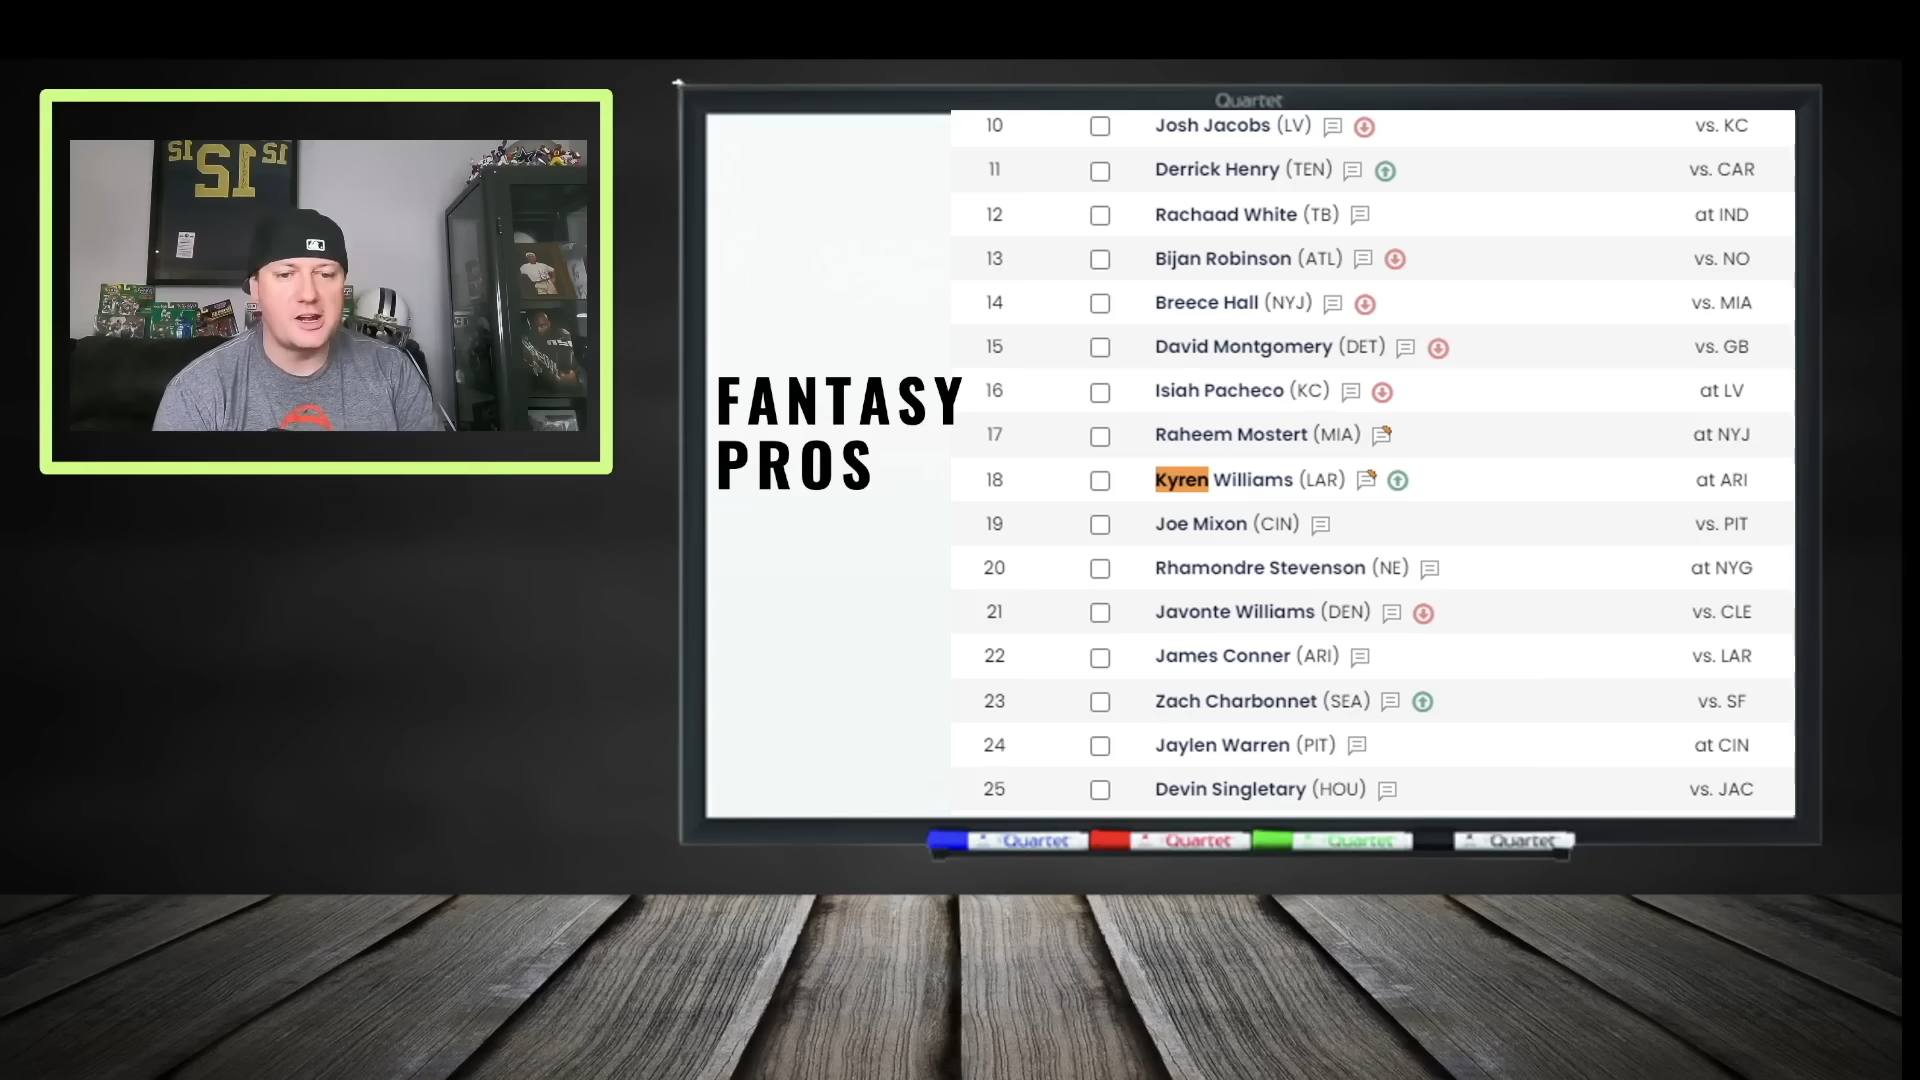 Quartet
12
FANTASY
PROS
10 Josh Jacobs (LV) vs. KC
11 Derrick Henry (TEN) vs. CAR
12 Rachaad White (TB) at IND
13 Bijan Robinson (ATL) vs. NO
14 Breece Hall (NYJ) vs. MIA
15 David Montgomery (DET) vs. GB
16 Isiah Pacheco (KC) at LV
17 Raheem Mostert (MIA) at NYJ
18 Kyren Williams (LAR) at ARI
19 Joe Mixon (CIN) vs. PIT
20 Rhamondre Stevenson (NE) at NYG
21 Javonte Williams (DEN) vs. CLE
22 James Conner (ARI) vs. LAR
23 Zach Charbonnet (SEA) vs. SF
24 Jaylen Warren (PIT) at CIN
25 Devin Singletary (HOU) vs. JAC
Quartet Quartet Quartet Quartet